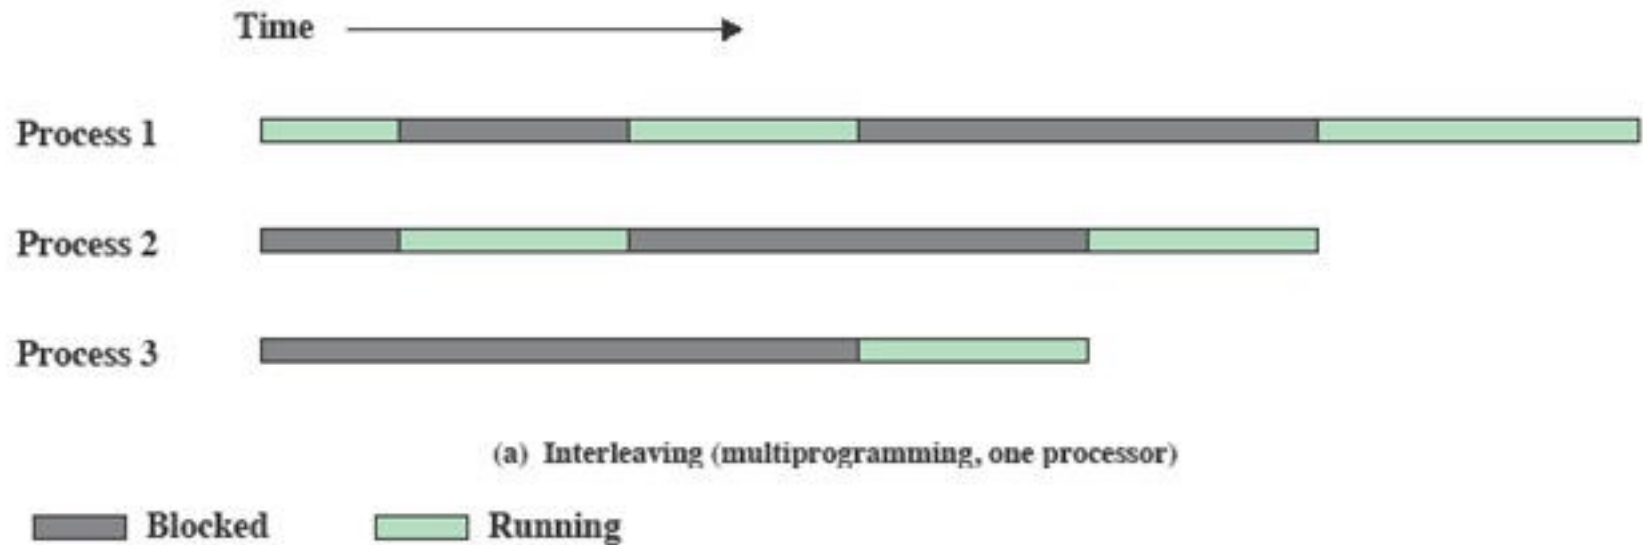 Time
Process 1
Process 2
Process 3
(a) Interleaving (multiprogramming, one processor)
Blocked Running